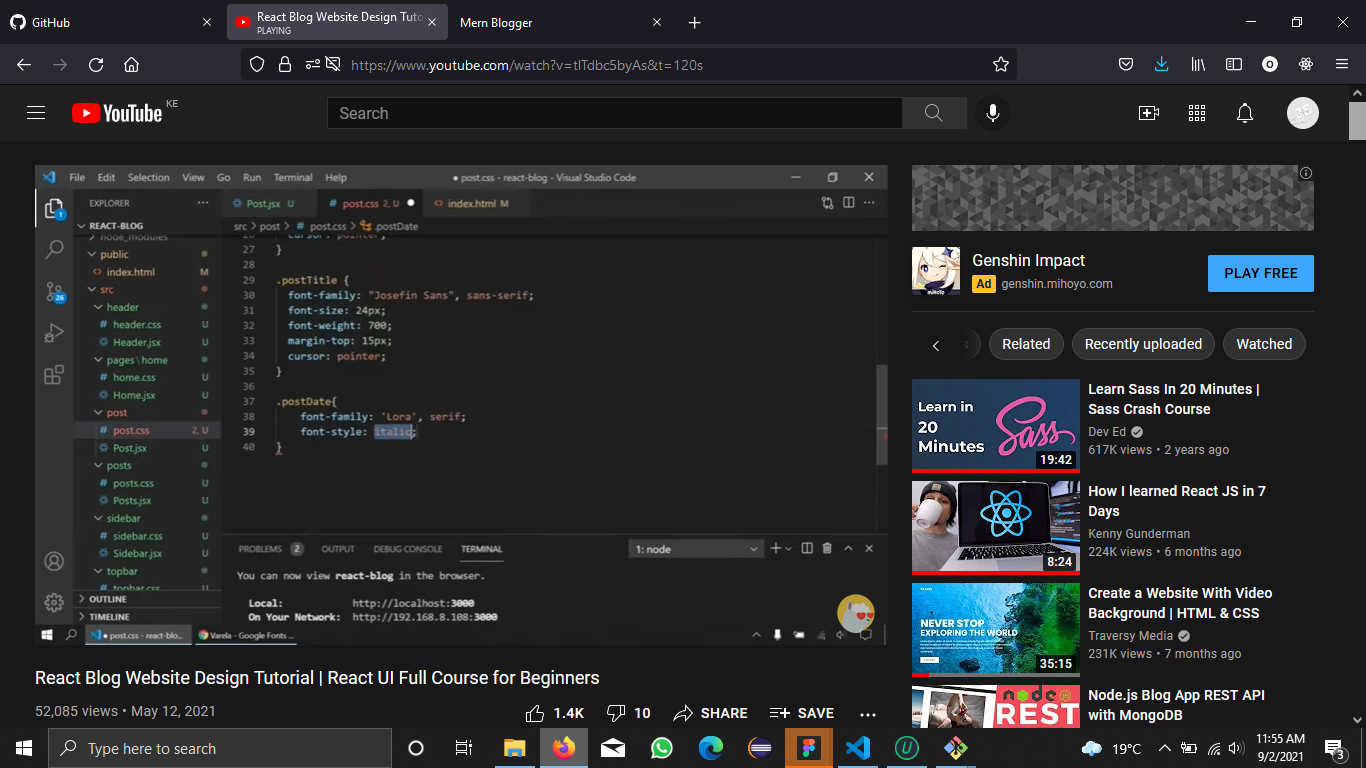 GitHub
React Blog Website Design Tuto
PLAYING
Mern Blogger
https://www.youtube.com/watch?v=tlTdbc5byAs&t=120s
YouTube KE
Search
File Edit Selection View Go Run Terminal Help
● post.css - react-blog - Visual Studio Code
EXPLORER
REACT-BLOG
node_modules
public
index.html M
src
header
header.css U
Header.jsx U
pages \ home
home.css U
Home.jsx U
post
post.css 2, U
Post.jsx U
posts
posts.css U
Posts.jsx U
sidebar
sidebar.css U
Sidebar.jsx U
topbar
topbar.css U
OUTLINE
TIMELINE
1
26
Post.jsx U
post.css 2, U ●
index.html M
src > post > # post.css > .postDate
26 cursor: pointer;
27 }
28
29 .postTitle {
30 font-family: "Josefin Sans", sans-serif;
31 font-size: 24px;
32 font-weight: 700;
33 margin-top: 15px;
34 cursor: pointer;
35 }
36
37 .postDate{
38 font-family: 'Lora', serif;
39 font-style: italic;
40 }
PROBLEMS 2 OUTPUT DEBUG CONSOLE TERMINAL 1: node
You can now view react-blog in the browser.
Local: http://localhost:3000
On Your Network: http://192.168.8.108:3000
● post.css - react-blo...
Varela - Google Fonts ...
React Blog Website Design Tutorial | React UI Full Course for Beginners
52,085 views • May 12, 2021
1.4K 10 SHARE SAVE
Genshin Impact
Ad genshin.mihoyo.com
PLAY FREE
Related Recently uploaded Watched
Learn in
20
Minutes
Sass
19:42
Learn Sass In 20 Minutes |
Sass Crash Course
Dev Ed
617K views • 2 years ago
8:24
How I learned React JS in 7
Days
Kenny Gunderman
224K views • 6 months ago
NEVER STOP
EXPLORING THE WORLD
35:15
Create a Website With Video
Background | HTML & CSS
Traversy Media
231K views • 7 months ago
node
REST
Node.js Blog App REST API
with MongoDB
Type here to search
19°C
11:55 AM
9/2/2021
3